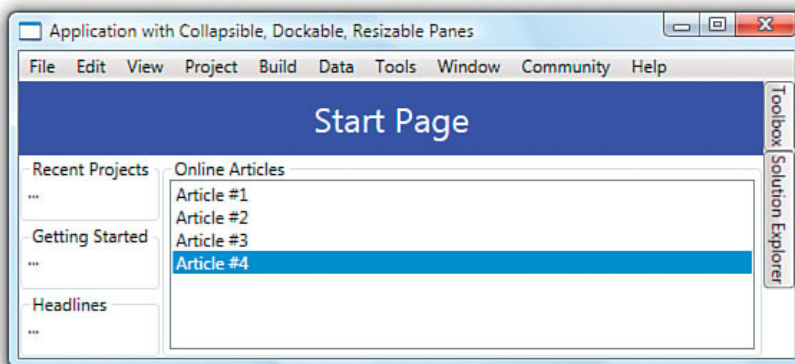 Application with Collapsible, Dockable, Resizable Panes
File Edit View Project Build Data Tools Window Community Help
Start Page
Recent Projects
...
Getting Started
...
Headlines
...
Online Articles
Article #1
Article #2
Article #3
Article #4
Toolbox
Solution Explorer